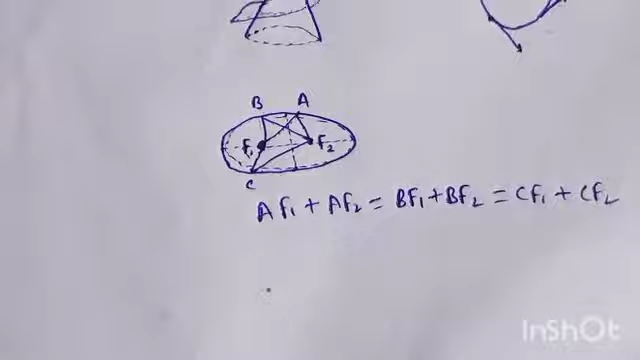 B A
F₁ F₂
C
AF₁ + AF₂ = BF₁ + BF₂ = CF₁ + CF₂
InShOt